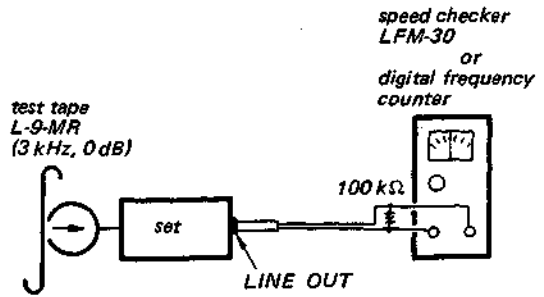 speed checker
LFM-30
or
digital frequency
counter
test tape
L-9-MR
(3 kHz, 0 dB)
100 kΩ
set
LINE OUT